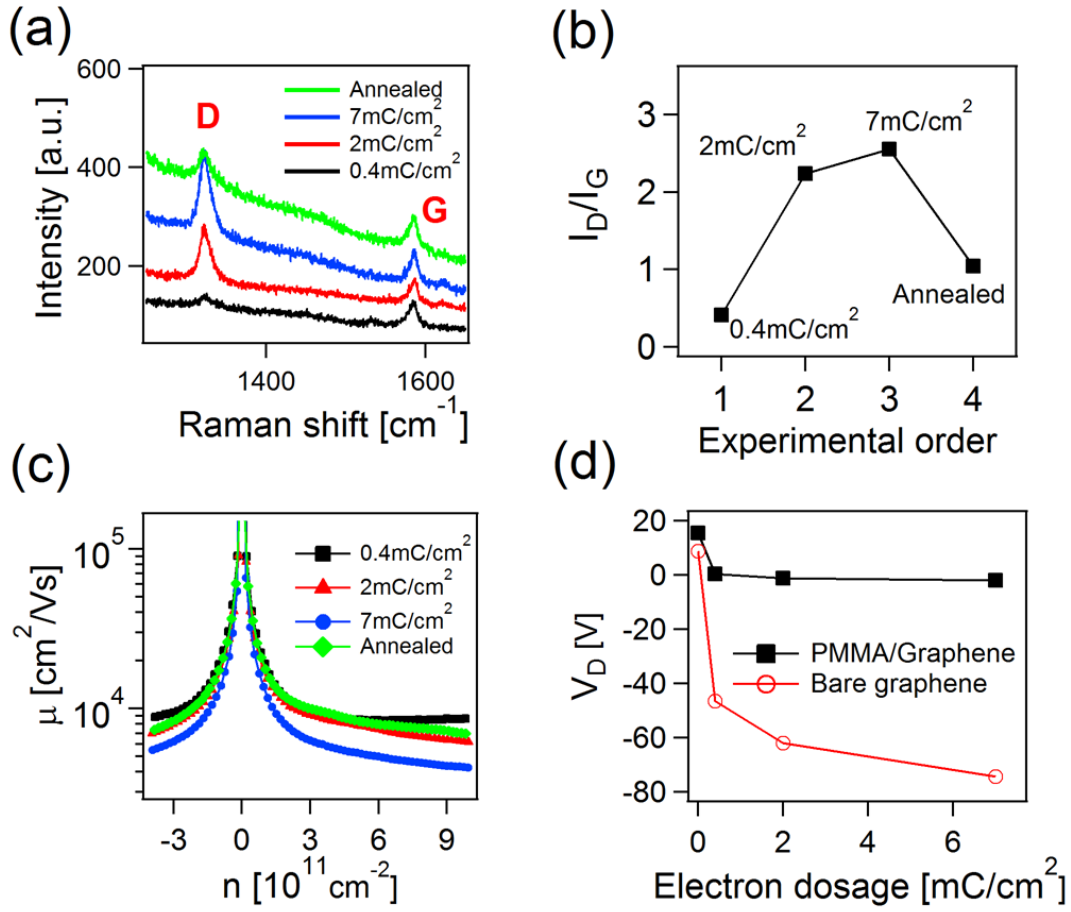 (a)
600
400
200
Intensity [a.u.]
D
G
Annealed
7mC/cm²
2mC/cm²
0.4mC/cm²
1400
1600
Raman shift [cm⁻¹]
(b)
3
2
1
0
I_D/I_G
2mC/cm²
7mC/cm²
0.4mC/cm²
Annealed
1 2 3 4
Experimental order
(c)
10⁵
10⁴
μ [cm²/Vs]
0.4mC/cm²
2mC/cm²
7mC/cm²
Annealed
-3 0 3 6 9
n [10¹¹cm⁻²]
(d)
20
0
-20
-40
-60
-80
V_D [V]
PMMA/Graphene
Bare graphene
0 2 4 6
Electron dosage [mC/cm²]